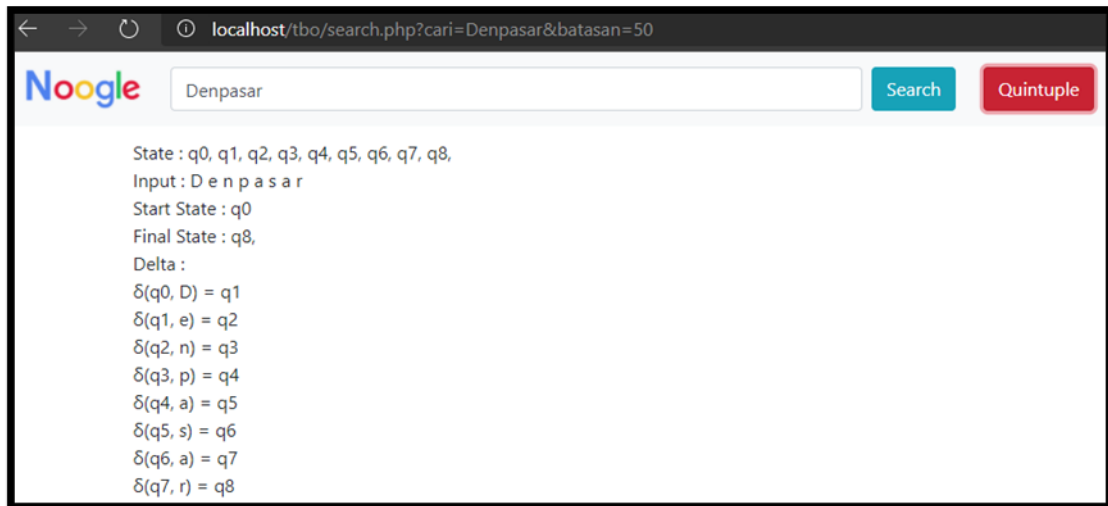 localhost/tbo/search.php?cari=Denpasar&batasan=50
Noogle Denpasar Search Quintuple
State : q0, q1, q2, q3, q4, q5, q6, q7, q8,
Input : D e n p a s a r
Start State : q0
Final State : q8,
Delta :
δ(q0, D) = q1
δ(q1, e) = q2
δ(q2, n) = q3
δ(q3, p) = q4
δ(q4, a) = q5
δ(q5, s) = q6
δ(q6, a) = q7
δ(q7, r) = q8